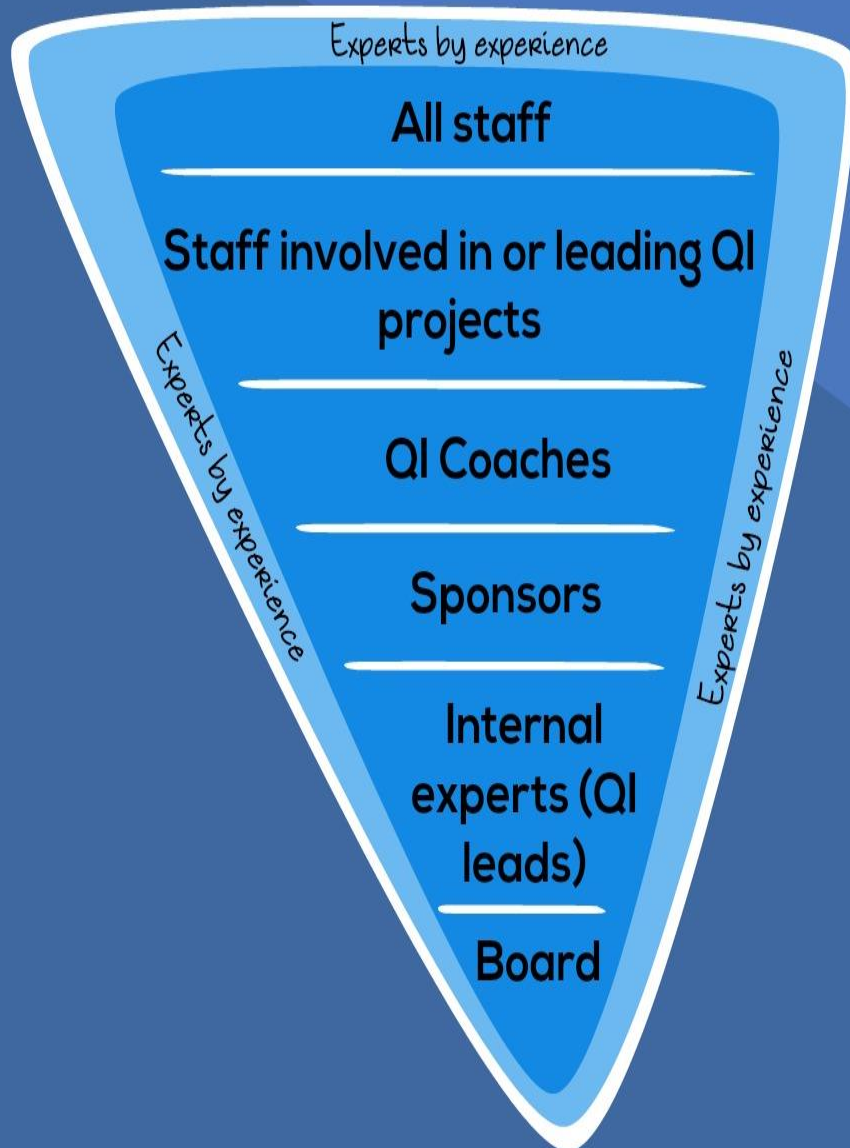 Experts by experience
All staff
Staff involved in or leading QI
projects
Experts by experience
Experts by experience
QI Coaches
Sponsors
Internal
experts (QI
leads)
Board